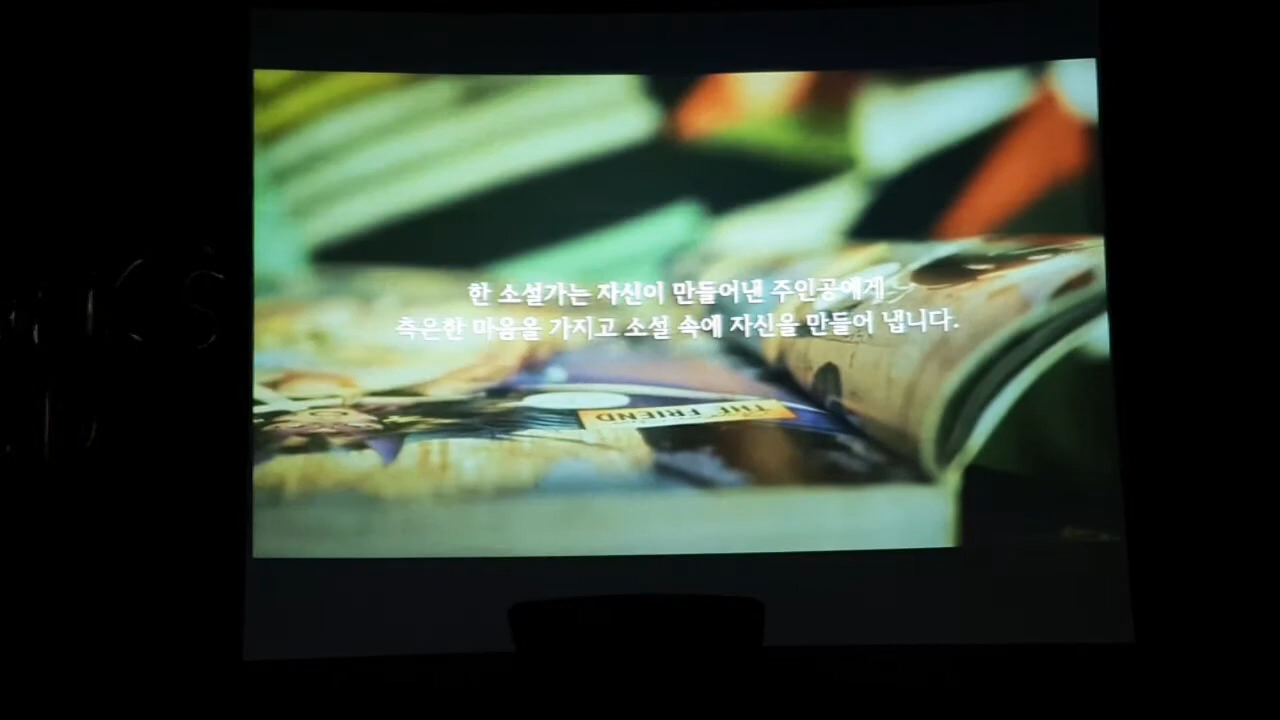 한 소설가는 자신이 만들어낸 주인공에게
측은한 마음을 가지고 소설 속에 자신을 만들어 냅니다.
THE FRIEND